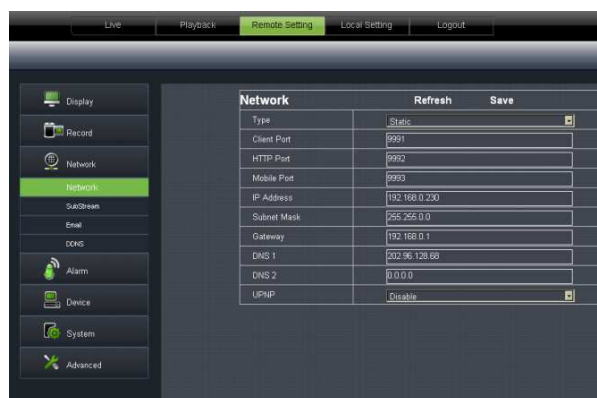 Live Playback Remote Setting Local Setting Logout
Display
Record
Network
Network
SubStream
Email
DDNS
Alarm
Device
System
Advanced
Network Refresh Save
Type Static
Client Port 9991
HTTP Port 9992
Mobile Port 9993
IP Address 192.168.0.230
Subnet Mask 255.255.0.0
Gateway 192.168.0.1
DNS 1 202.96.128.68
DNS 2 0.0.0.0
UPNP Disable